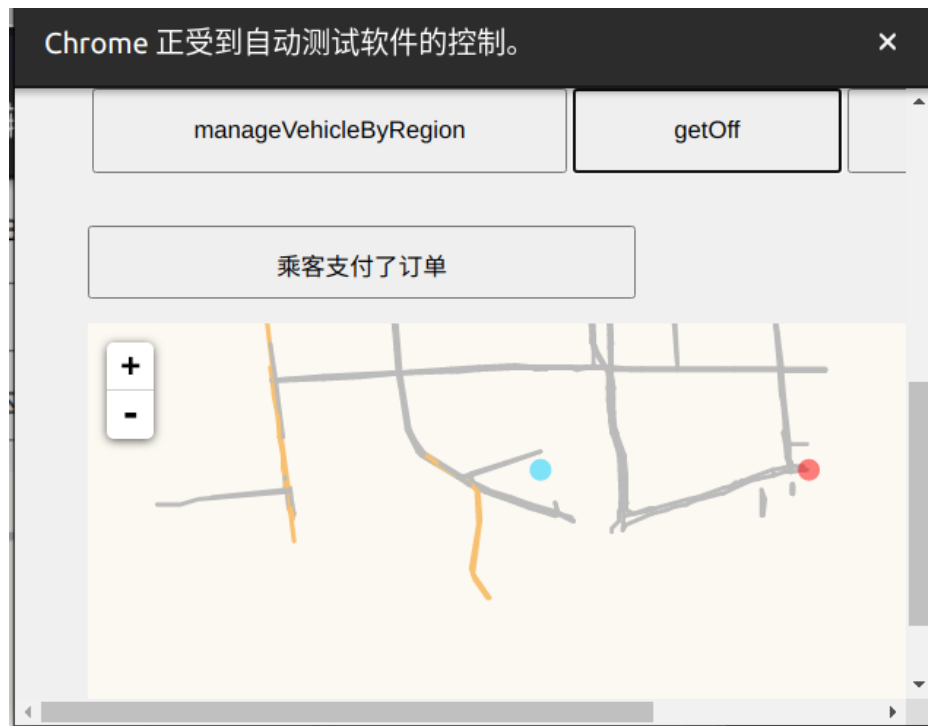 Chrome 正受到自动测试软件的控制。 ×
manageVehicleByRegion getOff
乘客支付了订单
+
-